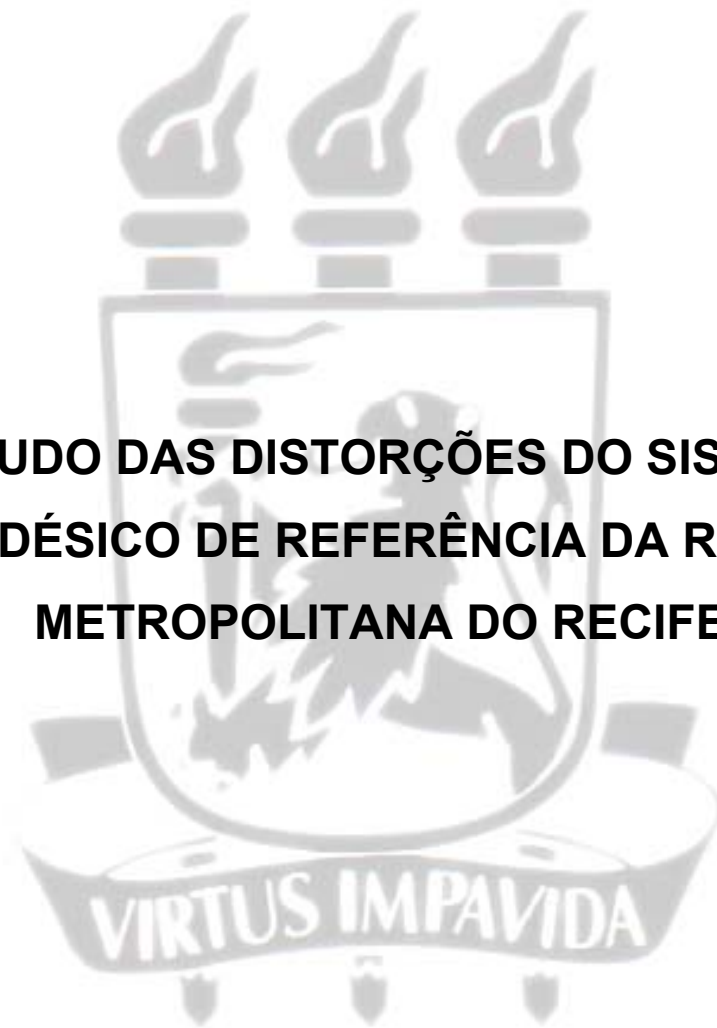 UDO DAS DISTORÇÕES DO SIS
DÉSICO DE REFERÊNCIA DA R
METROPOLITANA DO RECIFE
VIRTUS IMPAVIDA